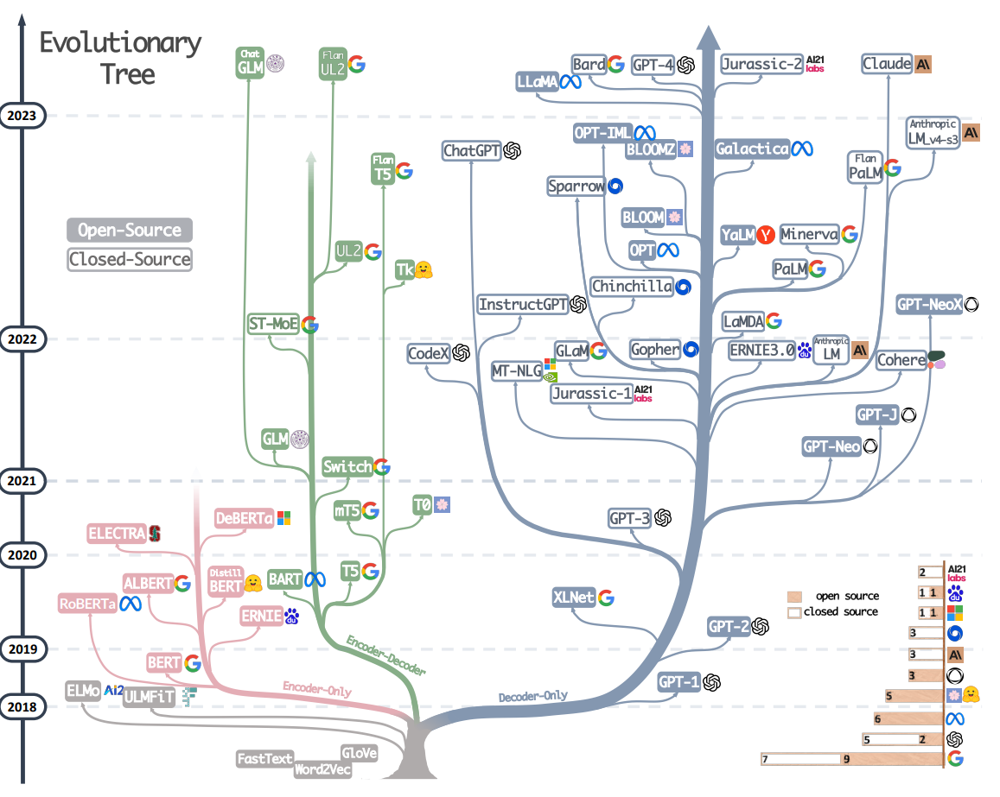 Evolutionary
Tree
Open-Source
Closed-Source
2023
2022
2021
2020
2019
2018
Chat
GLM
Flan
UL2
Flan
T5
UL2
Tk
ST-MoE
GLM
Switch
mT5
T0
BART
T5
Encoder-Decoder
ELECTRA
DeBERTa
ALBERT
Distill
BERT
RoBERTa
ERNIE
BERT
Encoder-Only
ELMo
Ai2
ULMFiT
FastText
Word2Vec
GloVe
Decoder-Only
LLaMA
Bard
GPT-4
Jurassic-2
AI21
labs
Claude
A\
OPT-IML
BLOOMZ
Galactica
Anthropic
LM_v4-s3
A\
ChatGPT
Flan
PaLM
Sparrow
BLOOM
YaLM
Y
Minerva
OPT
PaLM
Chinchilla
InstructGPT
GPT-NeoX
LaMDA
CodeX
GLaM
Gopher
ERNIE3.0
du
Anthropic
LM
A\
Cohere
MT-NLG
Jurassic-1
AI21
labs
GPT-J
GPT-Neo
GPT-3
XLNet
GPT-2
GPT-1
open source
closed source
2
AI21
labs
1 1
du
1 1
3
3
A\
3
5
6
5 2
7 9